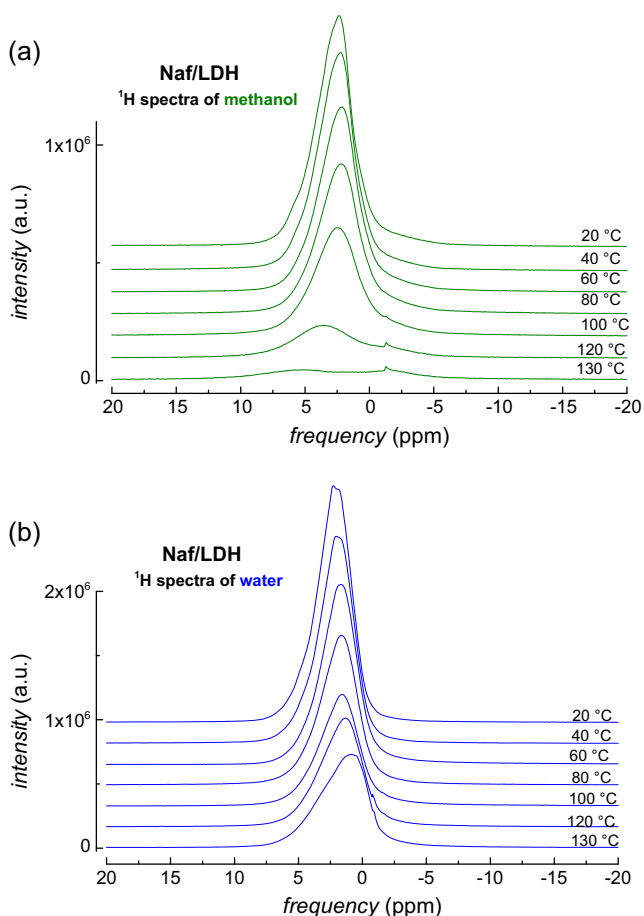 (a)
Naf/LDH
¹H spectra of methanol
1x10⁶
0
intensity (a.u.)
20 °C
40 °C
60 °C
80 °C
100 °C
120 °C
130 °C
20 15 10 5 0 -5 -10 -15 -20
frequency (ppm)
(b)
Naf/LDH
¹H spectra of water
2x10⁶
1x10⁶
0
intensity (a.u.)
20 °C
40 °C
60 °C
80 °C
100 °C
120 °C
130 °C
20 15 10 5 0 -5 -10 -15 -20
frequency (ppm)